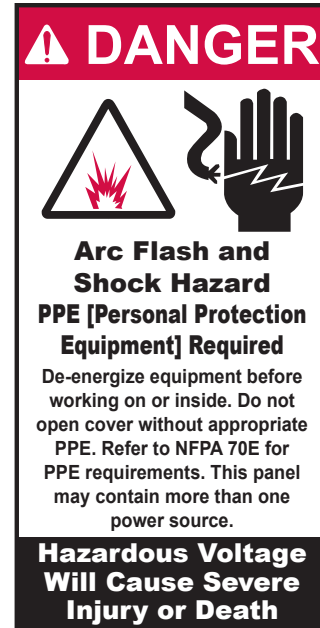 DANGER
Arc Flash and
Shock Hazard
PPE [Personal Protection
Equipment] Required
De-energize equipment before
working on or inside. Do not
open cover without appropriate
PPE. Refer to NFPA 70E for
PPE requirements. This panel
may contain more than one
power source.
Hazardous Voltage
Will Cause Severe
Injury or Death